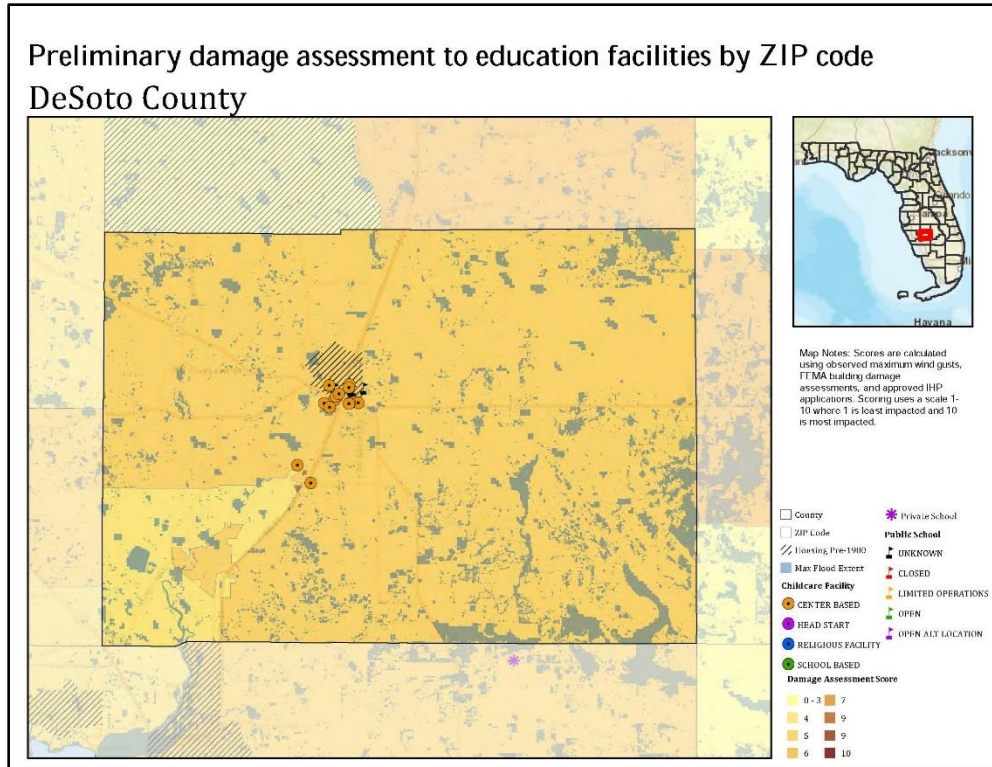 Preliminary damage assessment to education facilities by ZIP code
DeSoto County
Jacksonv
Tampa
Havana
Map Notes: Scores are calculated
using observed maximum wind gusts,
FEMA building damage
assessments, and approved IHP
applications. Scoring uses a scale 1-
10 where 1 is least impacted and 10
is most impacted.
County
ZIP Code
Housing Pre-1980
Max Flood Extent
Childcare Facility
CENTER BASED
HEAD START
RELIGIOUS FACILITY
SCHOOL BASED
Private School
Public School
UNKNOWN
CLOSED
LIMITED OPERATIONS
OPEN
OPEN ALT LOCATION
Damage Assessment Score
0 - 3
4
5
6
7
9
9
10